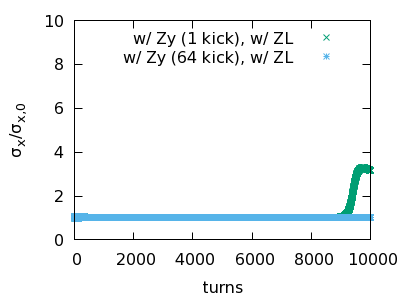 10
w/ Zy (1 kick), w/ ZL
w/ Zy (64 kick), w/ ZL
8
6
σx/σx,0
4
2
0
0 2000 4000 6000 8000 10000
turns